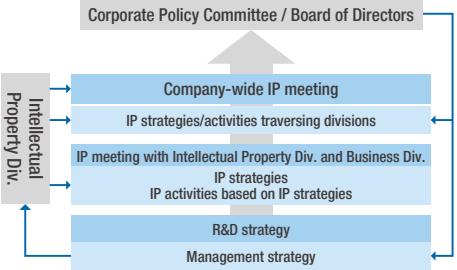 Corporate Policy Committee / Board of Directors
Intellectual
Property Div.
Company-wide IP meeting
IP strategies/activities traversing divisions
IP meeting with Intellectual Property Div. and Business Div.
IP strategies
IP activities based on IP strategies
R&D strategy
Management strategy